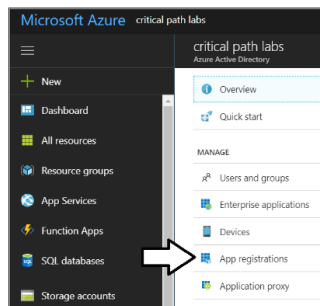 Microsoft Azure critical path labs
critical path labs
Azure Active Directory
New
Dashboard
All resources
Resource groups
App Services
Function Apps
SQL databases
Storage accounts
Overview
Quick start
MANAGE
Users and groups
Enterprise applications
Devices
App registrations
Application proxy